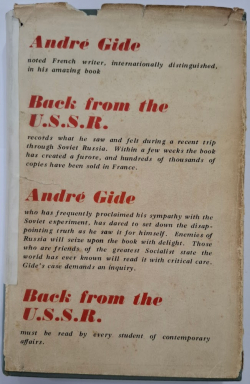 André Gide
noted French writer, internationally distinguished,
in his amazing book
Back from the
U.S.S.R.
records what he saw and felt during a recent trip
through Soviet Russia. Within a few weeks the book
has created a furore, and hundreds of thousands of
copies have been sold in France.
André Gide
who has frequently proclaimed his sympathy with the
Soviet experiment, has dared to set down the disap-
pointing truth as he saw it for himself. Enemies of
Russia will seize upon the book with delight. Those
who are friends of the greatest Socialist state the
world has ever known will read it with critical care.
Gide's case demands an inquiry.
Back from the
U.S.S.R.
must be read by every student of contemporary
affairs.